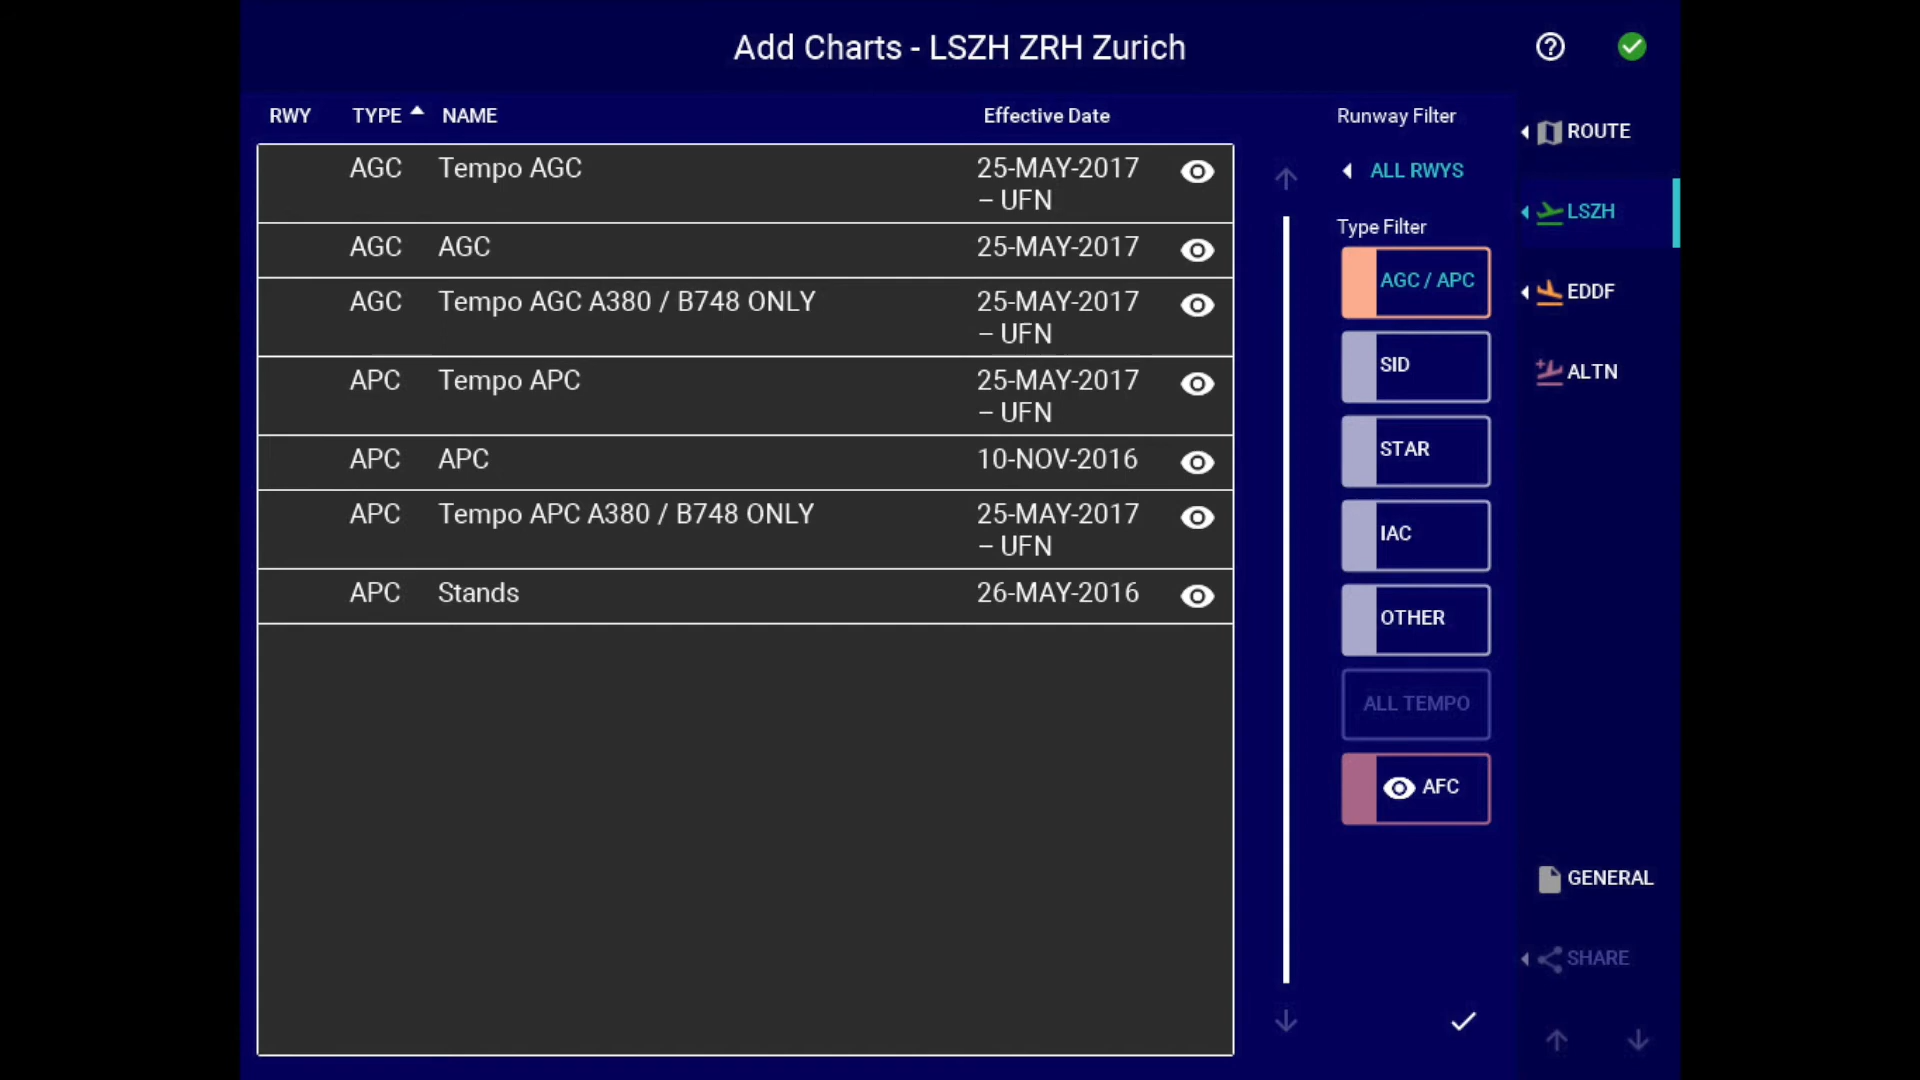 Add Charts - LSZH ZRH Zurich
RWY TYPE NAME Effective Date
AGC Tempo AGC 25-MAY-2017
– UFN
AGC AGC 25-MAY-2017
AGC Tempo AGC A380 / B748 ONLY 25-MAY-2017
– UFN
APC Tempo APC 25-MAY-2017
– UFN
APC APC 10-NOV-2016
APC Tempo APC A380 / B748 ONLY 25-MAY-2017
– UFN
APC Stands 26-MAY-2016
Runway Filter
ALL RWYS
Type Filter
AGC / APC
SID
STAR
IAC
OTHER
ALL TEMPO
AFC
ROUTE
LSZH
EDDF
ALTN
GENERAL
SHARE